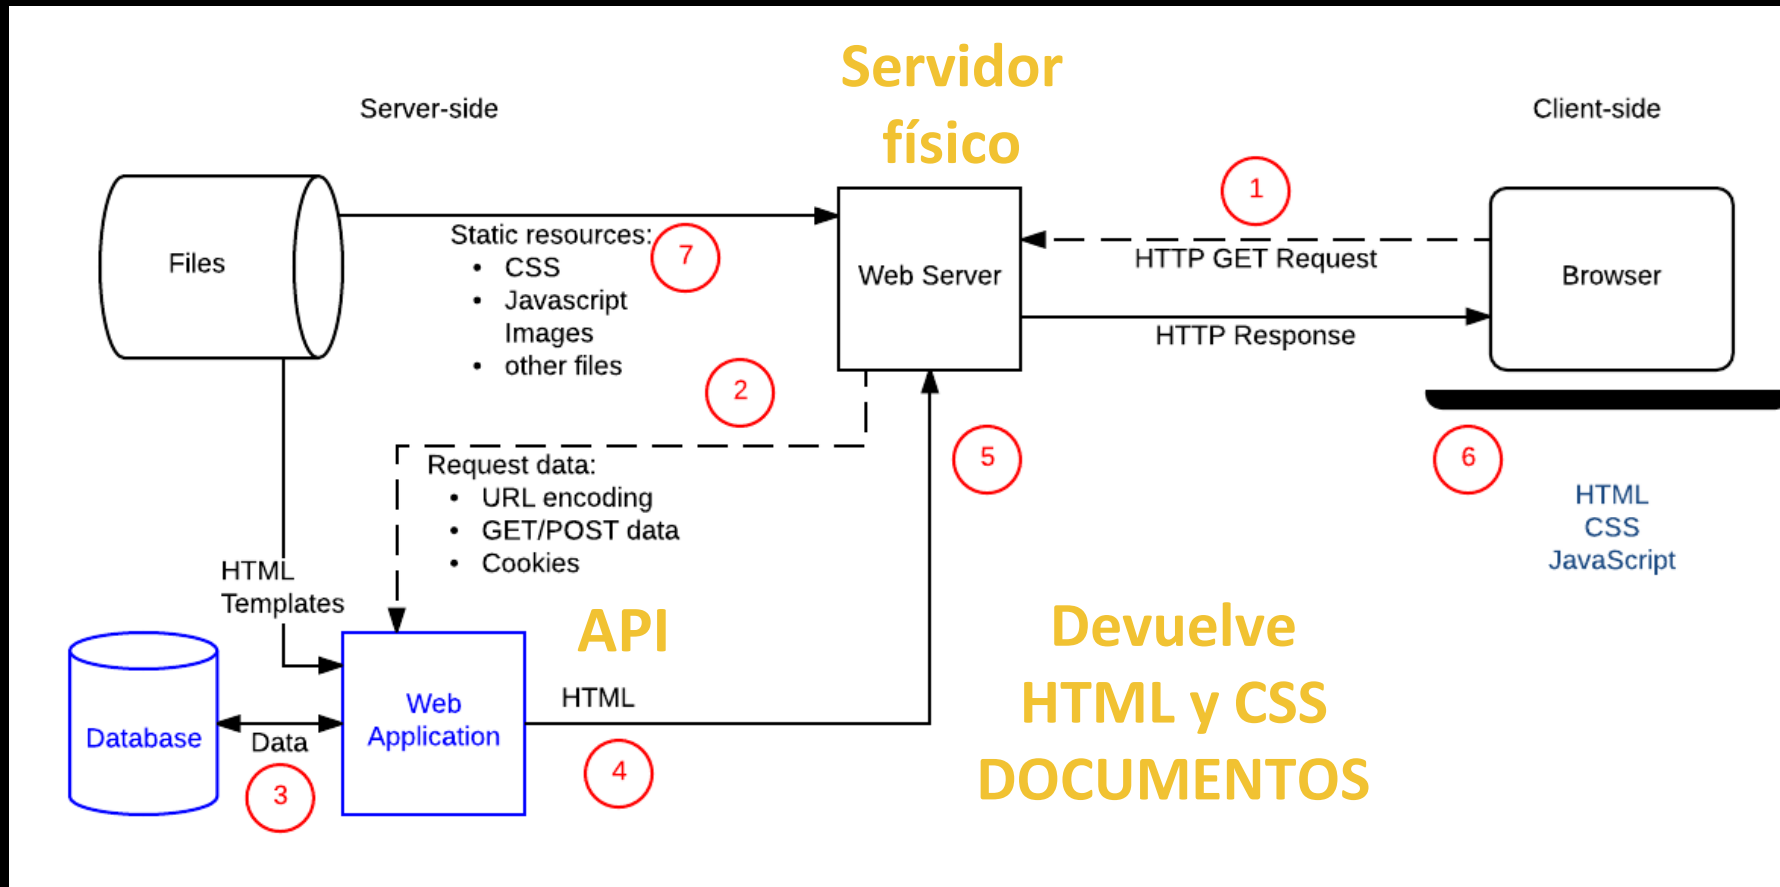 Servidor
físico
Server-side
Client-side
1
Files
Static resources:
7
• CSS
• Javascript
Images
• other files
Web Server
HTTP GET Request
HTTP Response
Browser
2
5
6
Request data:
• URL encoding
• GET/POST data
• Cookies
HTML
CSS
JavaScript
HTML
Templates
API
Devuelve
HTML y CSS
DOCUMENTOS
Database
Data
3
Web
Application
HTML
4